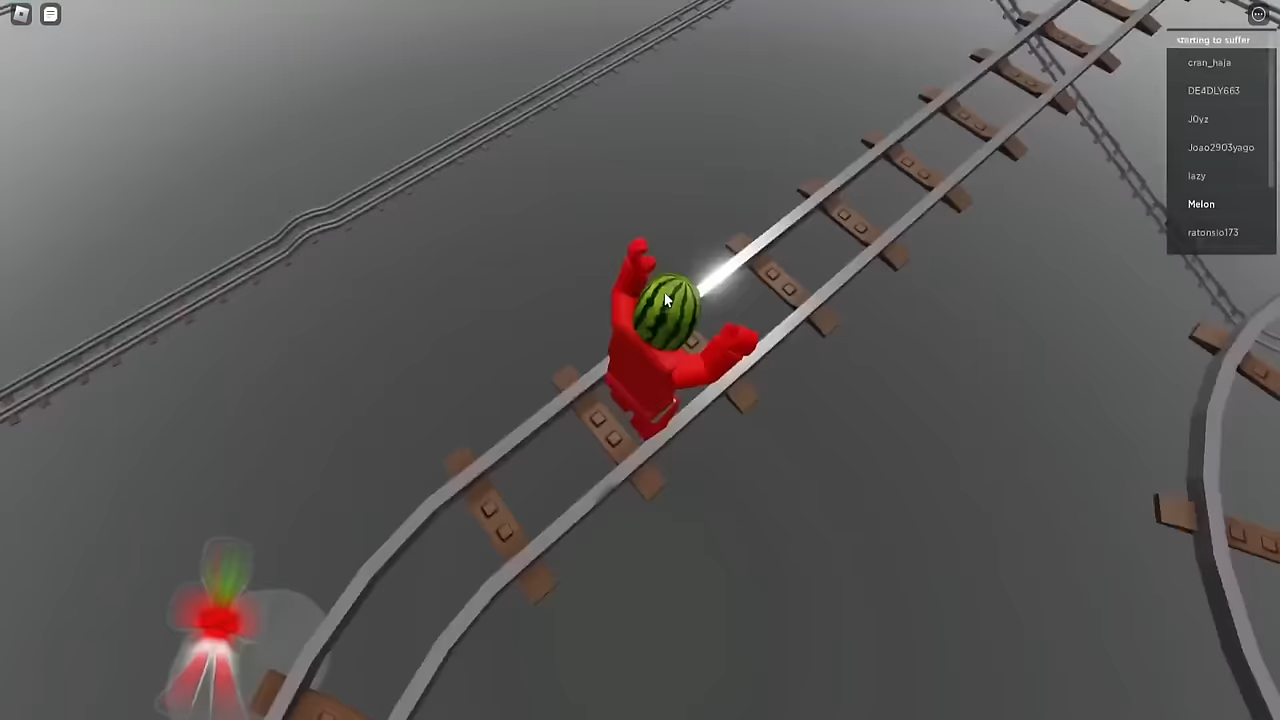 starting to suffer
cran_haja
DE4DLY663
J0yz
Joao2903yago
lazy
Melon
ratonsio173